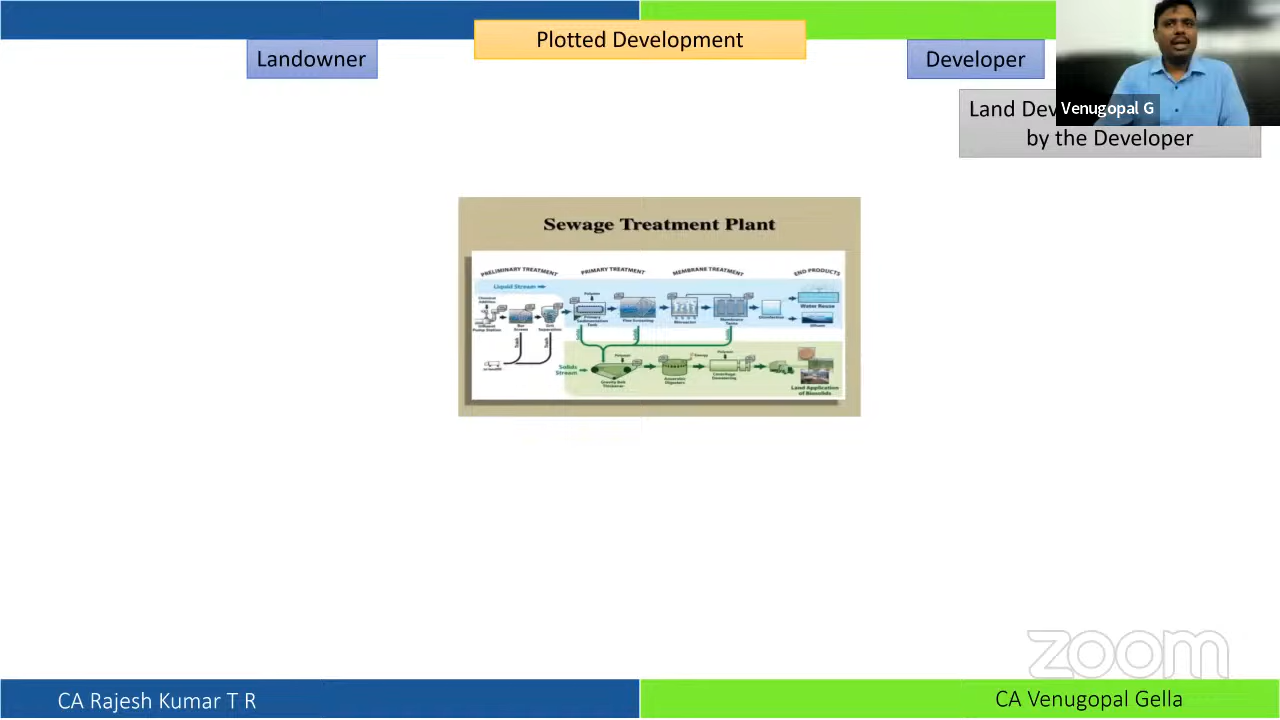 Plotted Development
Landowner
Developer
Venugopal G
Land Dev
by the Developer
Sewage Treatment Plant
PRELIMINARY TREATMENT
PRIMARY TREATMENT
MEMBRANE TREATMENT
END PRODUCTS
Liquid Stream
Water Reuse
Solids
Stream
Land Application
of Biosolids
zoom
CA Rajesh Kumar T R
CA Venugopal Gella